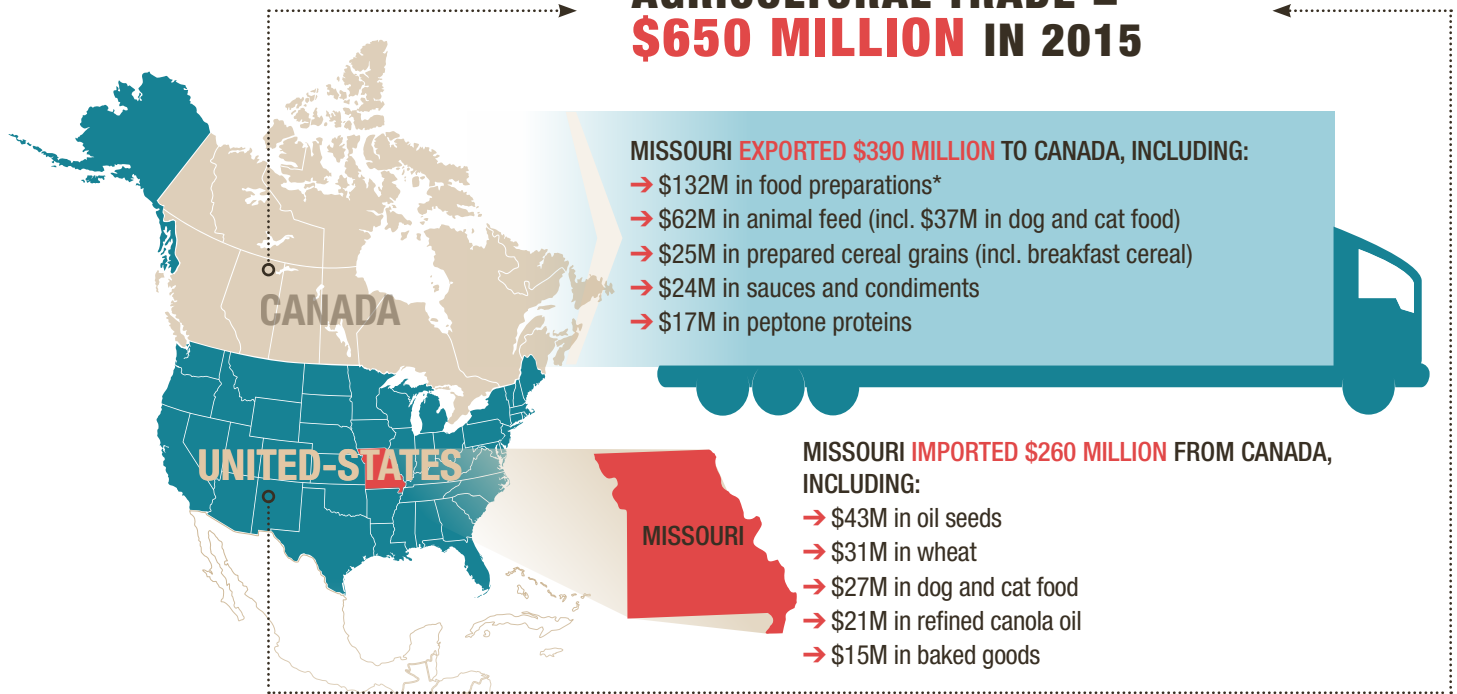 AGRICULTURAL TRADE =
$650 MILLION IN 2015
MISSOURI EXPORTED $390 MILLION TO CANADA, INCLUDING:
➔ $132M in food preparations*
➔ $62M in animal feed (incl. $37M in dog and cat food)
➔ $25M in prepared cereal grains (incl. breakfast cereal)
➔ $24M in sauces and condiments
➔ $17M in peptone proteins
CANADA
UNITED-STATES
MISSOURI
MISSOURI IMPORTED $260 MILLION FROM CANADA,
INCLUDING:
➔ $43M in oil seeds
➔ $31M in wheat
➔ $27M in dog and cat food
➔ $21M in refined canola oil
➔ $15M in baked goods